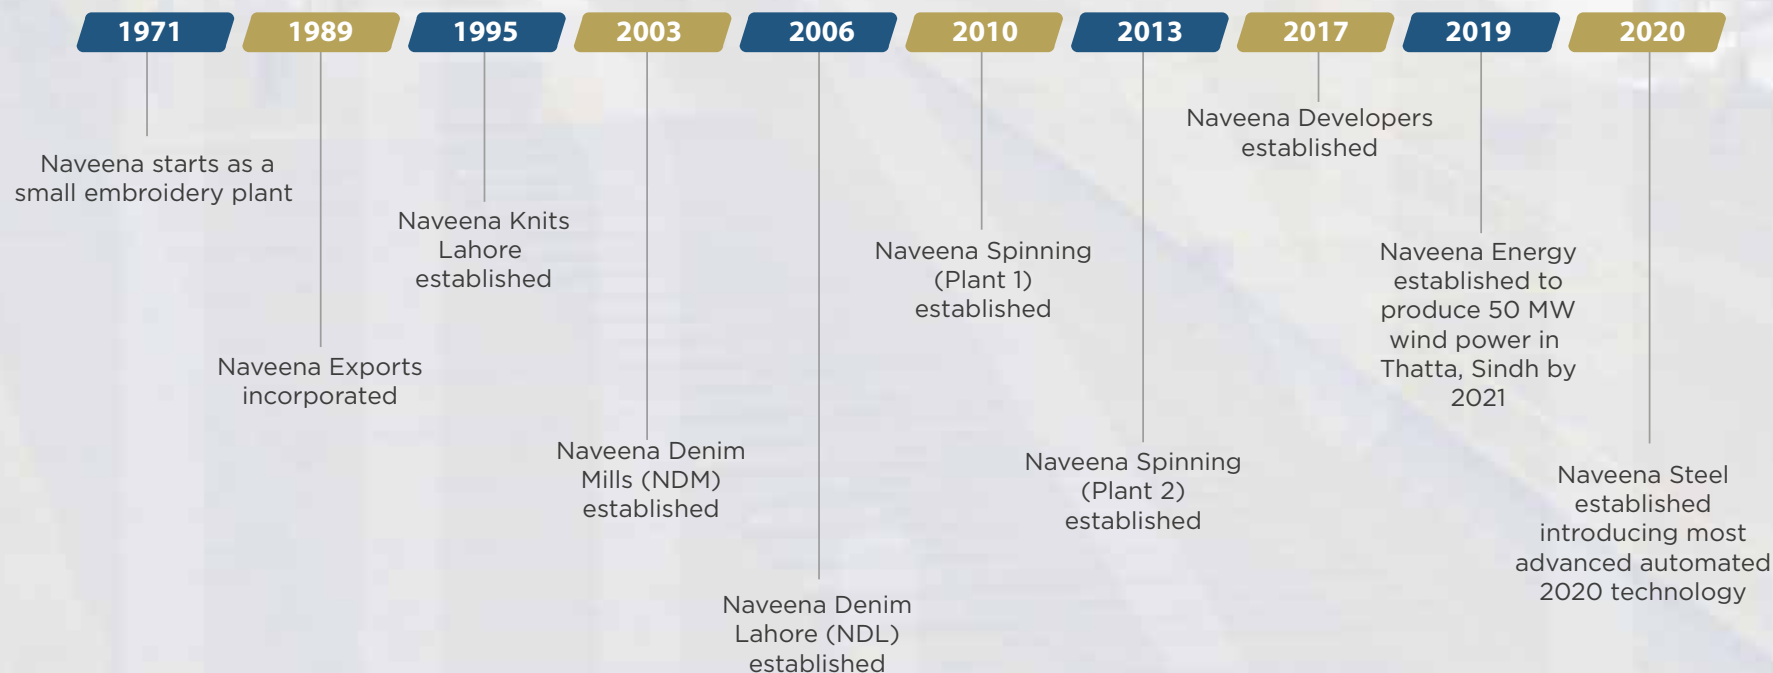 1971
1989
1995
2003
2006
2010
2013
2017
2019
2020
Naveena starts as a
small embroidery plant
Naveena Exports
incorporated
Naveena Knits
Lahore
established
Naveena Denim
Mills (NDM)
established
Naveena Denim
Lahore (NDL)
established
Naveena Spinning
(Plant 1)
established
Naveena Spinning
(Plant 2)
established
Naveena Developers
established
Naveena Energy
established to
produce 50 MW
wind power in
Thatta, Sindh by
2021
Naveena Steel
established
introducing most
advanced automated
2020 technology